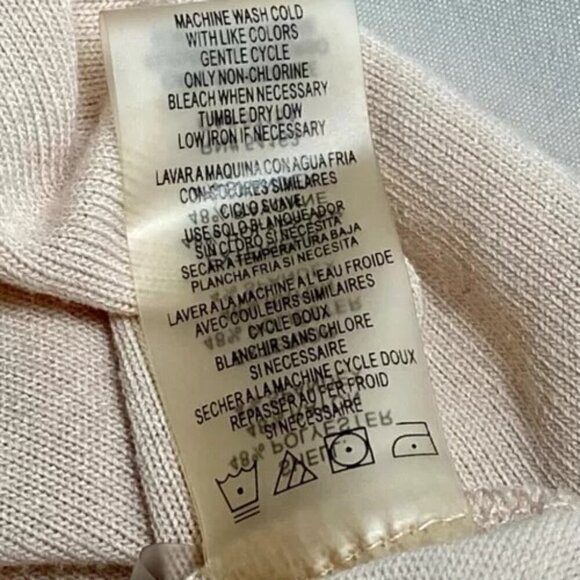 MACHINE WASH COLD
WITH LIKE COLORS
GENTLE CYCLE
ONLY NON-CHLORINE
BLEACH WHEN NECESSARY
TUMBLE DRY LOW
LOW IRON IF NECESSARY
LAVAR A MAQUINA CON AGUA FRIA
CON COLORES SIMILARES
CICLO SUAVE
USE SOLO BLANQUEADOR
SIN CLORO SI NECESITA
SECAR A TEMPERATURA BAJA
PLANCHA FRIA SI NECESITA
LAVER A LA MACHINE A L'EAU FROIDE
AVEC COULEURS SIMILAIRES
CYCLE DOUX
BLANCHIR SANS CHLORE
SI NECESSAIRE
SECHER A LA MACHINE CYCLE DOUX
REPASSER AU FER FROID
SI NECESSAIRE
48% POLYESTER
SHELL